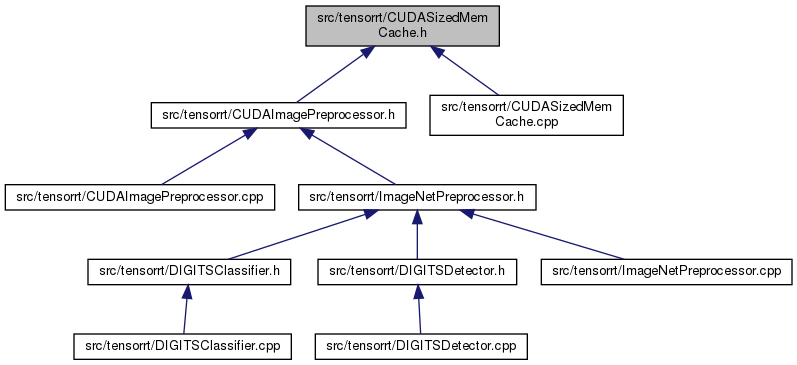 src/tensorrt/CUDASizedMem
Cache.h
src/tensorrt/CUDAImagePreprocessor.h
src/tensorrt/CUDASizedMem
Cache.cpp
src/tensorrt/CUDAImagePreprocessor.cpp
src/tensorrt/ImageNetPreprocessor.h
src/tensorrt/DIGITSClassifier.h
src/tensorrt/DIGITSDetector.h
src/tensorrt/ImageNetPreprocessor.cpp
src/tensorrt/DIGITSClassifier.cpp
src/tensorrt/DIGITSDetector.cpp